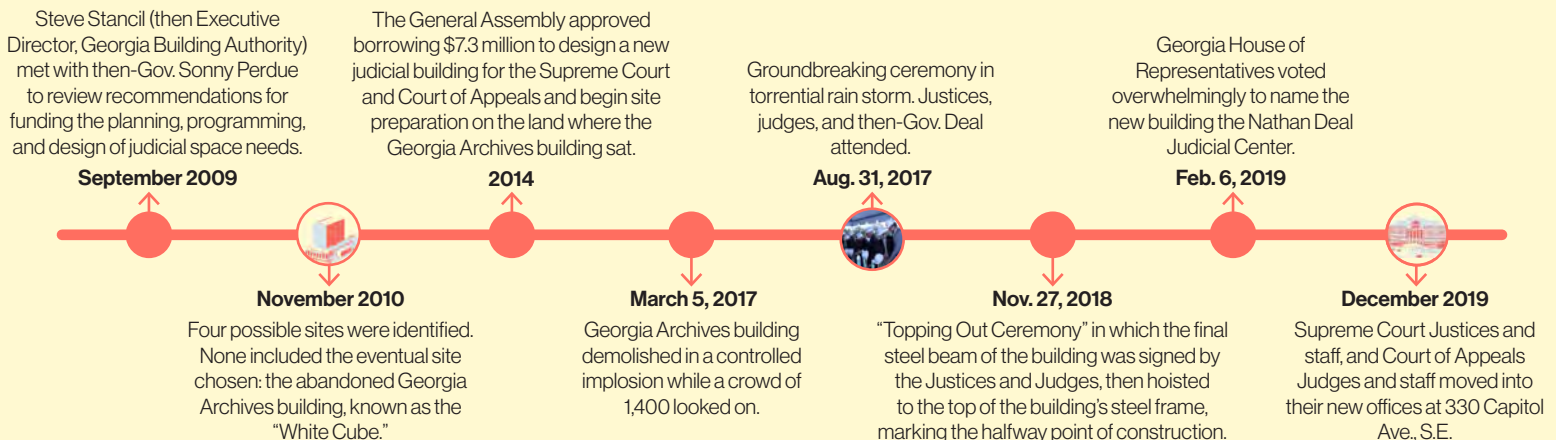 Steve Stancil (then Executive
Director, Georgia Building Authority)
met with then-Gov. Sonny Perdue
to review recommendations for
funding the planning, programming,
and design of judicial space needs.
September 2009
November 2010
Four possible sites were identified.
None included the eventual site
chosen: the abandoned Georgia
Archives building, known as the
“White Cube.”
The General Assembly approved
borrowing $7.3 million to design a new
judicial building for the Supreme Court
and Court of Appeals and begin site
preparation on the land where the
Georgia Archives building sat.
2014
March 5, 2017
Georgia Archives building
demolished in a controlled
implosion while a crowd of
1,400 looked on.
Groundbreaking ceremony in
torrential rain storm. Justices,
judges, and then-Gov. Deal
attended.
Aug. 31, 2017
Nov. 27, 2018
“Topping Out Ceremony” in which the final
steel beam of the building was signed by
the Justices and Judges, then hoisted
to the top of the building’s steel frame,
marking the halfway point of construction.
Georgia House of
Representatives voted
overwhelmingly to name the
new building the Nathan Deal
Judicial Center.
Feb. 6, 2019
December 2019
Supreme Court Justices and
staff, and Court of Appeals
Judges and staff moved into
their new offices at 330 Capitol
Ave., S.E.